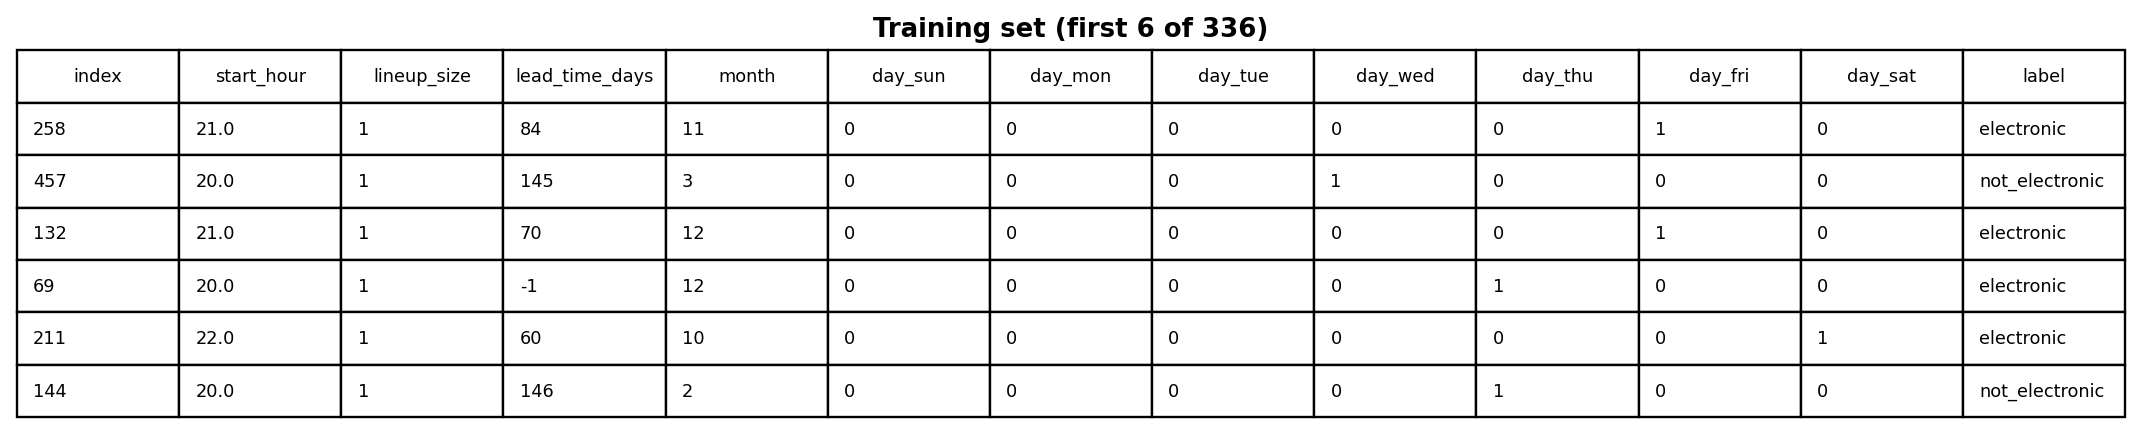 Training set (first 6 of 336)
index start_hour lineup_size lead_time_days month day_sun day_mon day_tue day_wed day_thu day_fri day_sat label
258 21.0 1 84 11 0 0 0 0 0 1 0 electronic
457 20.0 1 145 3 0 0 0 1 0 0 0 not_electronic
132 21.0 1 70 12 0 0 0 0 0 1 0 electronic
69 20.0 1 -1 12 0 0 0 0 1 0 0 electronic
211 22.0 1 60 10 0 0 0 0 0 0 1 electronic
144 20.0 1 146 2 0 0 0 0 1 0 0 not_electronic